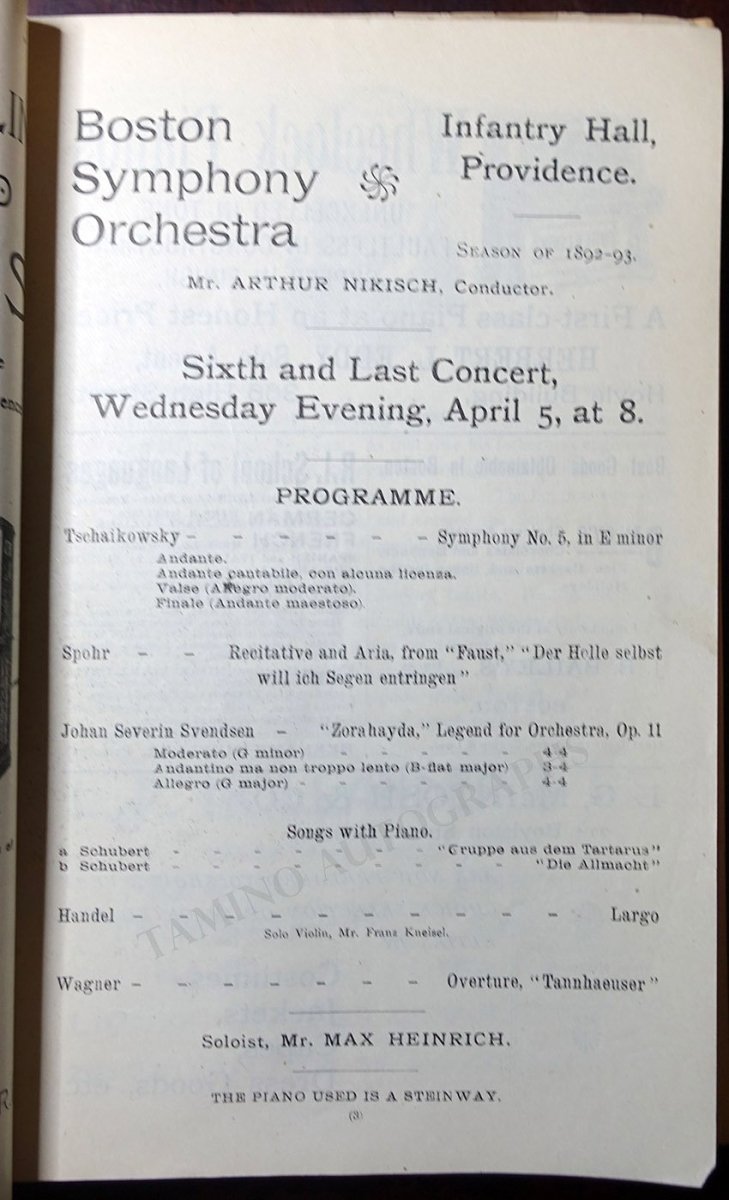 Boston
Symphony
Orchestra
Infantry Hall,
Providence.
SEASON OF 1892-93.
Mr. ARTHUR NIKISCH, Conductor.
Sixth and Last Concert,
Wednesday Evening, April 5, at 8.
PROGRAMME.
Tschaikowsky - - - - - - Symphony No. 5, in E minor
Andante.
Andante cantabile, con alcuna licenza.
Valse (Allegro moderato).
Finale (Andante maestoso).
Spohr - - Recitative and Aria, from "Faust," "Der Holle selbst
will ich Segen entringen"
Johan Severin Svendsen - "Zorahayda," Legend for Orchestra, Op. 11
Moderato (G minor) - - - - - 4-4
Andantino ma non troppo lento (B-flat major) 3-4
Allegro (G major) - - - - - 4-4
Songs with Piano.
a Schubert - - - - - - - "Gruppe aus dem Tartarus"
b Schubert - - - - - - - - - "Die Allmacht"
Handel - - - - - - - - - - Largo
Solo Violin, Mr. Franz Kneisel.
Wagner - - - - - - - Overture, "Tannhaeuser"
Soloist, Mr. MAX HEINRICH.
THE PIANO USED IS A STEINWAY.
(3)
TAMINO AUTOGRAPHS